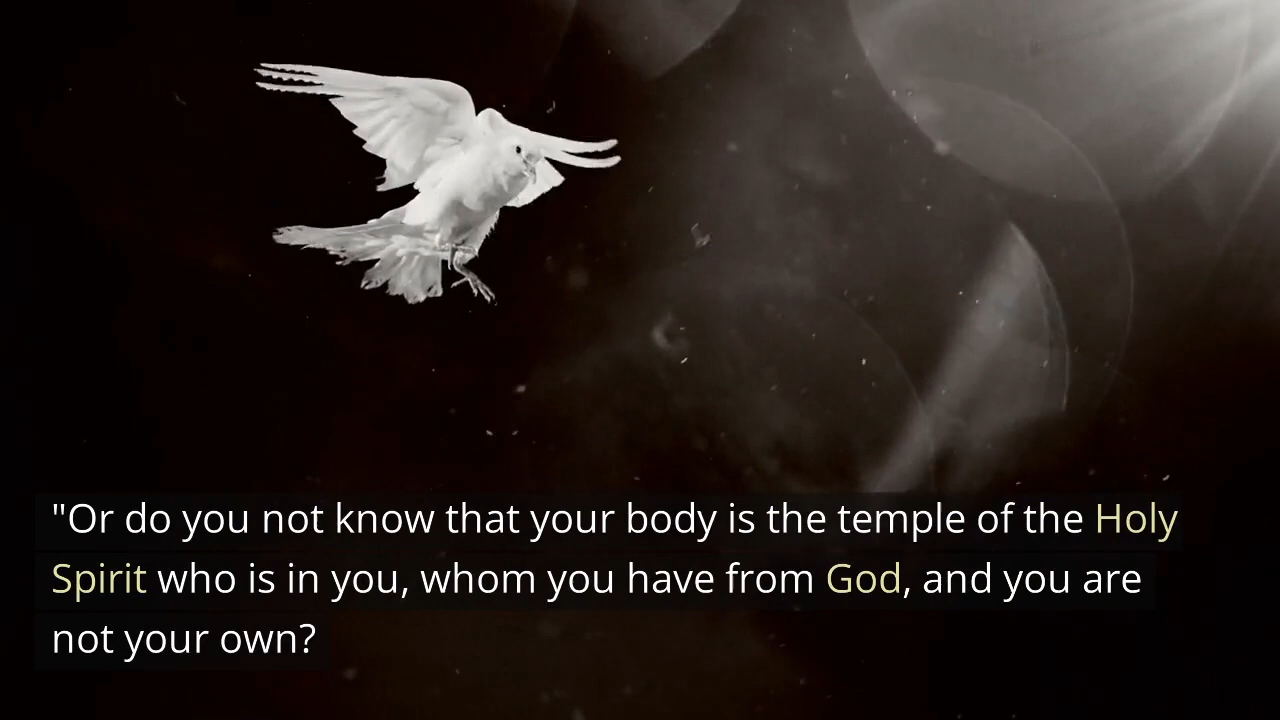 "Or do you not know that your body is the temple of the Holy
Spirit who is in you, whom you have from God, and you are
not your own?